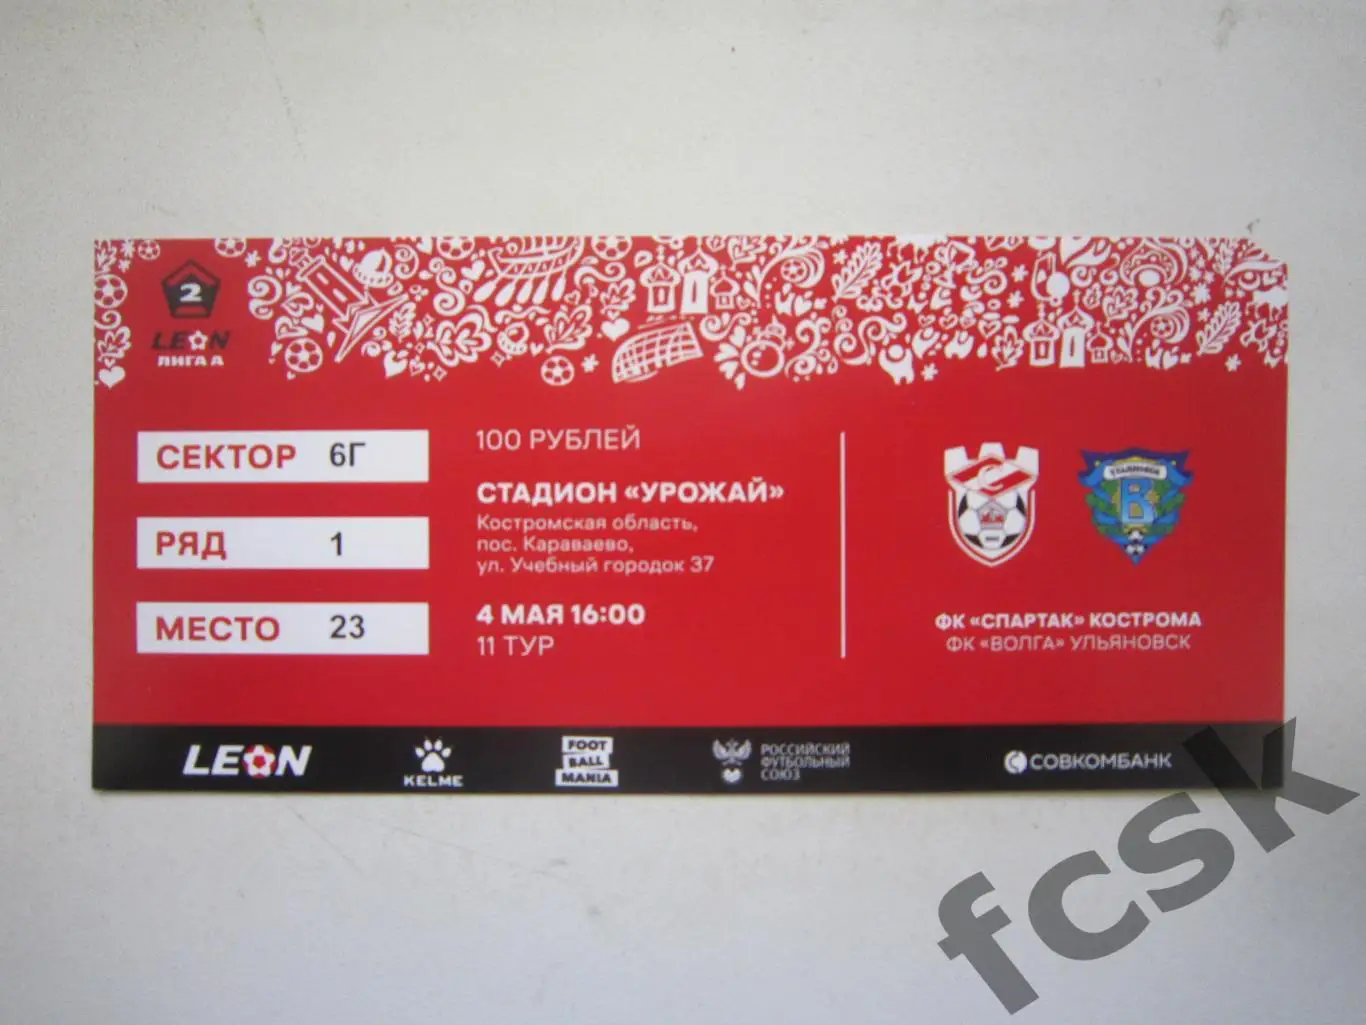 2
LEON
ЛИГА А
СЕКТОР 6Г
РЯД 1
МЕСТО 23
100 РУБЛЕЙ
СТАДИОН «УРОЖАЙ»
Костромская область,
пос. Караваево,
ул. Учебный городок 37
4 МАЯ 16:00
11 ТУР
УЛЬЯНОВСК
В
ФК «СПАРТАК» КОСТРОМА
ФК «ВОЛГА» УЛЬЯНОВСК
LEON
KELME
FOOT
BALL
MANIA
РОССИЙСКИЙ
ФУТБОЛЬНЫЙ
СОЮЗ
СОВКОМБАНК
fcsk